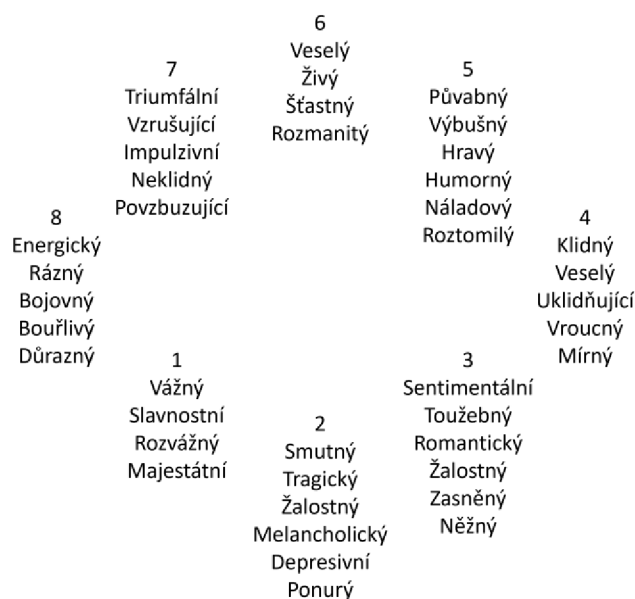 6
Veselý
Živý
Šťastný
Rozmanitý
7
Triumfální
Vzrušující
Impulzivní
Neklidný
Povzbuzující
5
Půvabný
Výbušný
Hravý
Humorný
Náladový
Roztomilý
8
Energický
Rázný
Bojovný
Bouřlivý
Důrazný
4
Klidný
Veselý
Uklidňující
Vroucný
Mírný
1
Vážný
Slavnostní
Rozvážný
Majestátní
3
Sentimentální
Toužebný
Romantický
Žalostný
Zasněný
Něžný
2
Smutný
Tragický
Žalostný
Melancholický
Depresivní
Ponurý